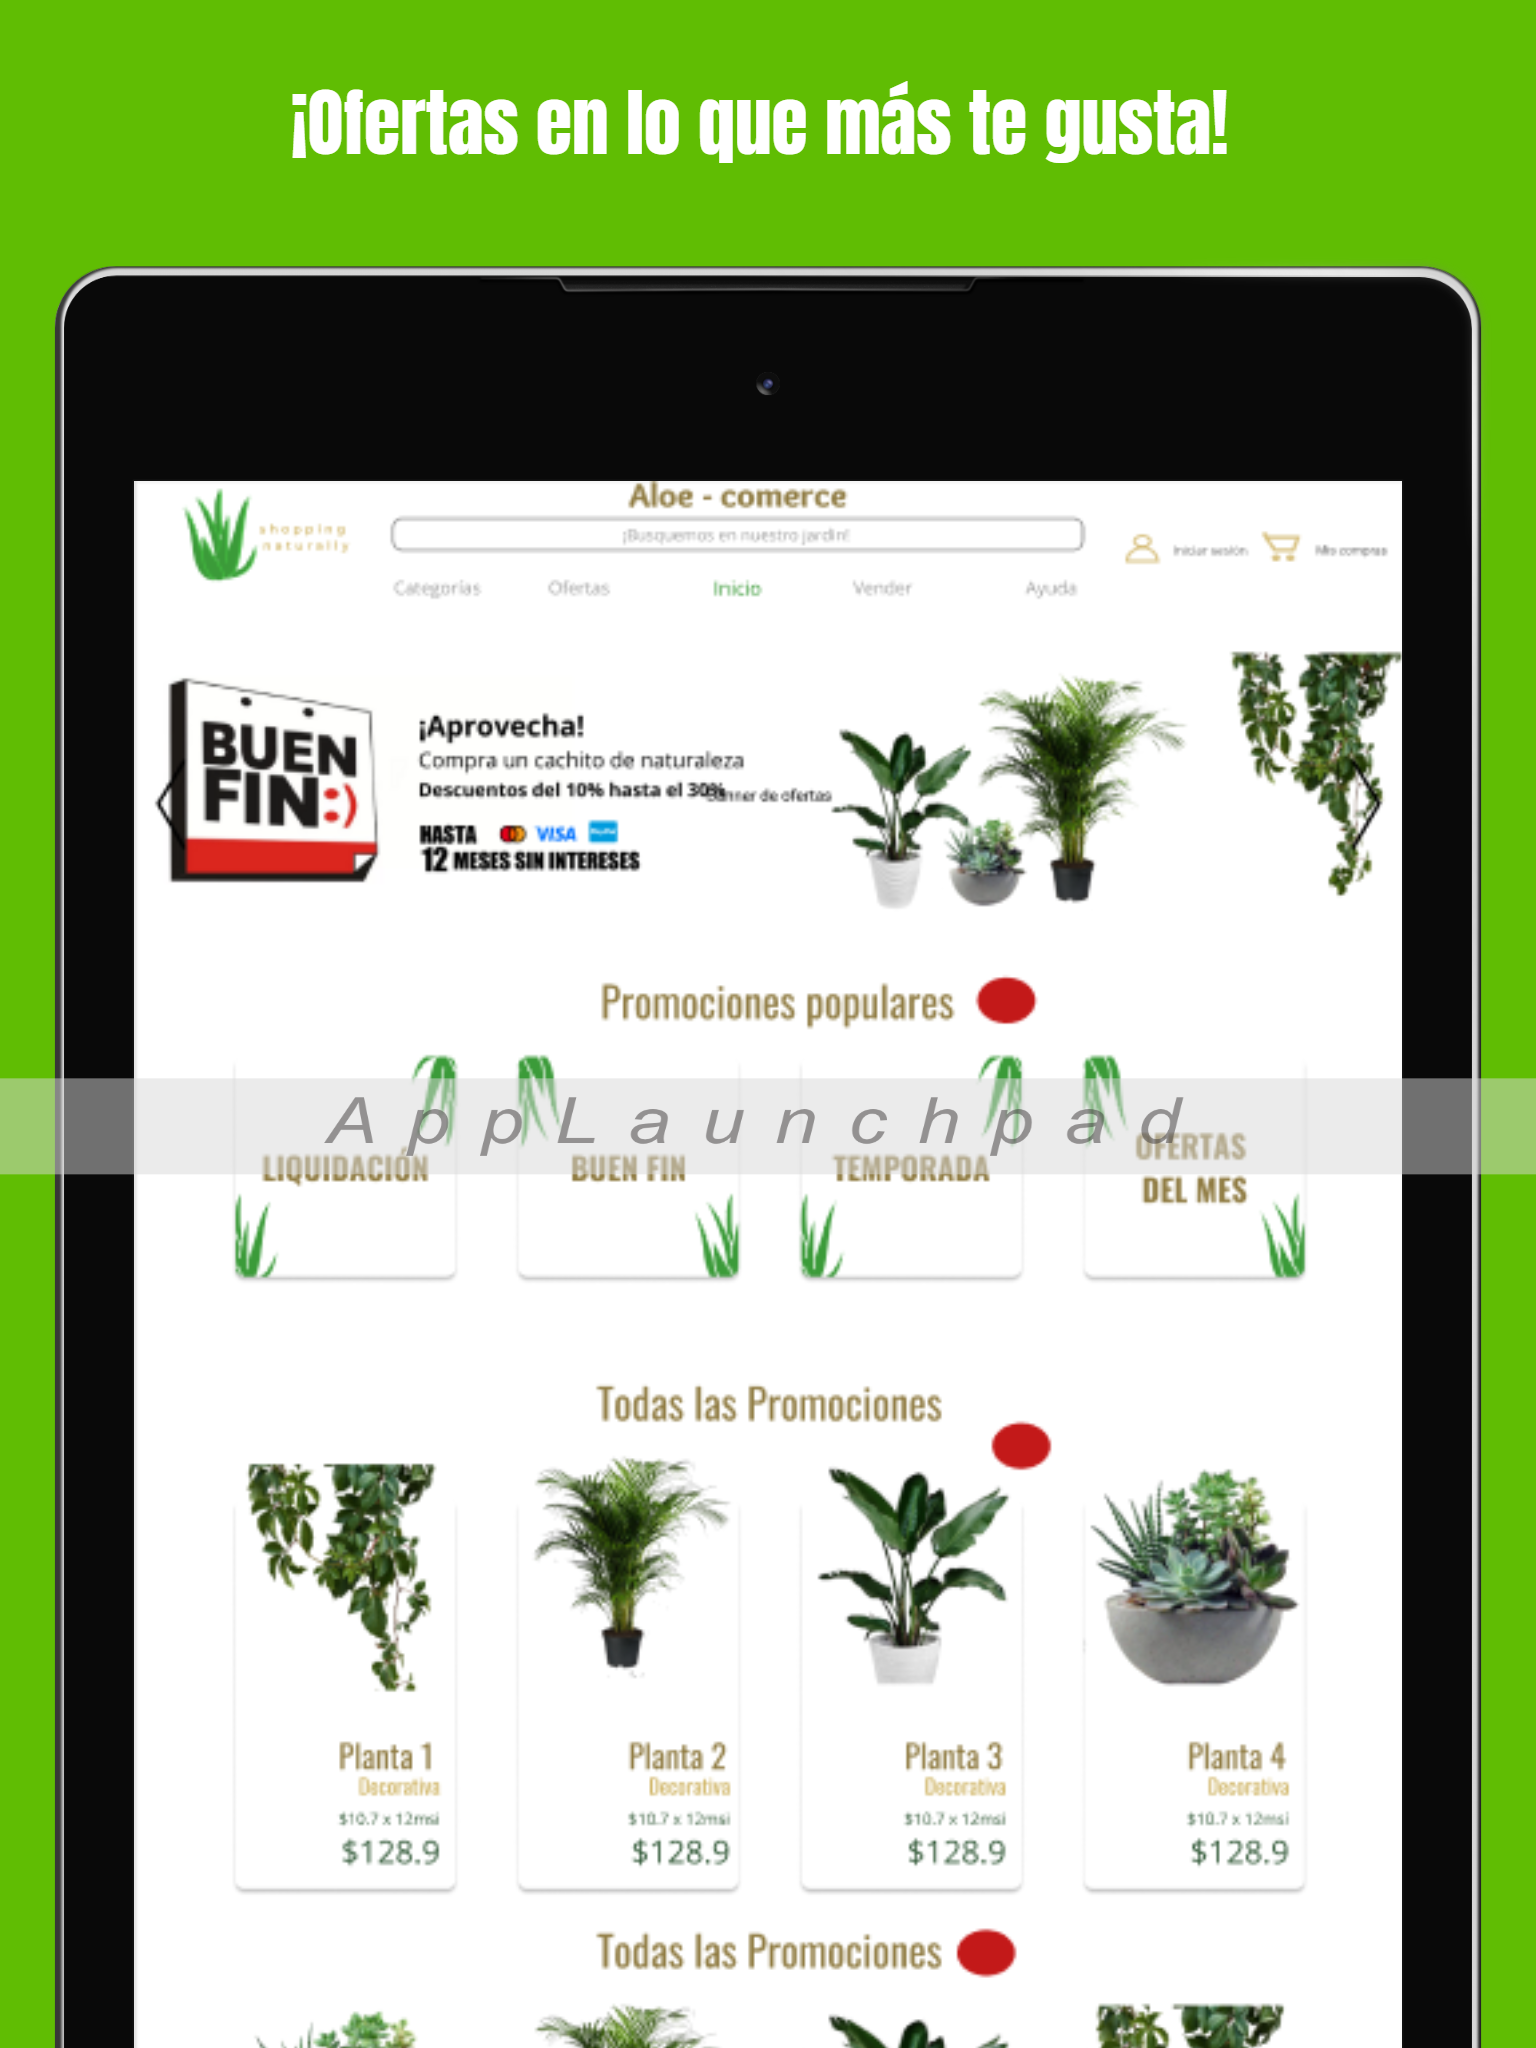 ¡Ofertas en lo que más te gusta!
Aloe - comerce
shopping
naturally
¡Busquemos en nuestro jardín!
Iniciar sesión
Mis compras
Categorías Ofertas Inicio Vender Ayuda
BUEN
FIN:)
¡Aprovecha!
Compra un cachito de naturaleza
Descuentos del 10% hasta el 30%
Banner de ofertas
HASTA VISA
12 MESES SIN INTERESES
Promociones populares
AppLaunchpad
LIQUIDACIÓN
BUEN FIN
TEMPORADA
OFERTAS
DEL MES
Todas las Promociones
Planta 1
Decorativa
$10.7 x 12msi
$128.9
Planta 2
Decorativa
$10.7 x 12msi
$128.9
Planta 3
Decorativa
$10.7 x 12msi
$128.9
Planta 4
Decorativa
$10.7 x 12msi
$128.9
Todas las Promociones